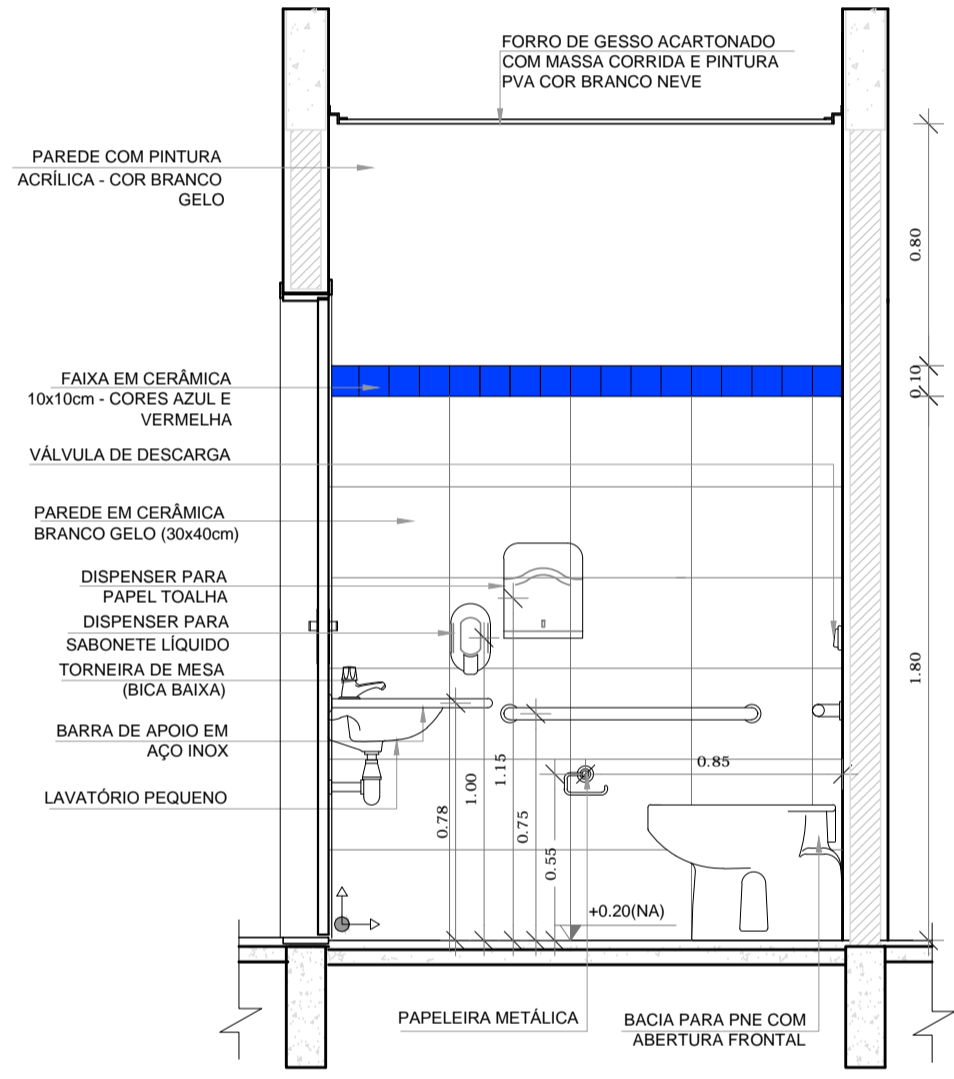 FORRO DE GESSO ACARTONADO
COM MASSA CORRIDA E PINTURA
PVA COR BRANCO NEVE
PAREDE COM PINTURA
ACRÍLICA - COR BRANCO
GELO
0.80
FAIXA EM CERÂMICA
10x10cm - CORES AZUL E
VERMELHA
0.10
VÁLVULA DE DESCARGA
PAREDE EM CERÂMICA
BRANCO GELO (30x40cm)
DISPENSER PARA
PAPEL TOALHA
DISPENSER PARA
SABONETE LÍQUIDO
TORNEIRA DE MESA
(BICA BAIXA)
1.80
BARRA DE APOIO EM
AÇO INOX
LAVATÓRIO PEQUENO
0.78
1.00
1.15
0.75
0.55
0.85
+0.20(NA)
PAPELEIRA METÁLICA
BACIA PARA PNE COM
ABERTURA FRONTAL